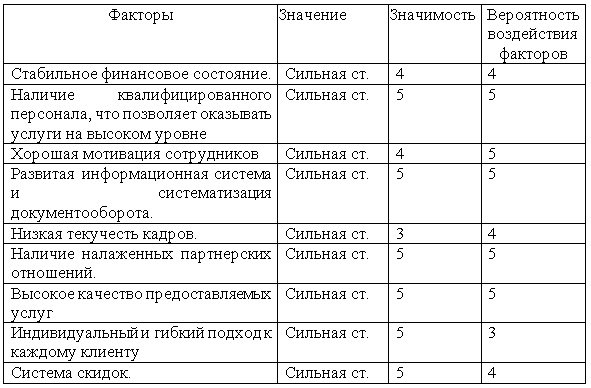 Факторы Значение Значимость Вероятность
воздействия
факторов
Стабильное финансовое состояние. Сильная ст. 4 4
Наличие квалифицированного Сильная ст. 5 5
персонала, что позволяет оказывать
услуги на высоком уровне
Хорошая мотивация сотрудников Сильная ст. 4 5
Развитая информационная система Сильная ст. 5 5
и систематизация
документооборота.
Низкая текучесть кадров. Сильная ст. 3 4
Наличие налаженных партнерских Сильная ст. 5 5
отношений.
Высокое качество предоставляемых Сильная ст. 5 5
услуг
Индивидуальный и гибкий подход к Сильная ст. 5 3
каждому клиенту
Система скидок. Сильная ст. 5 4